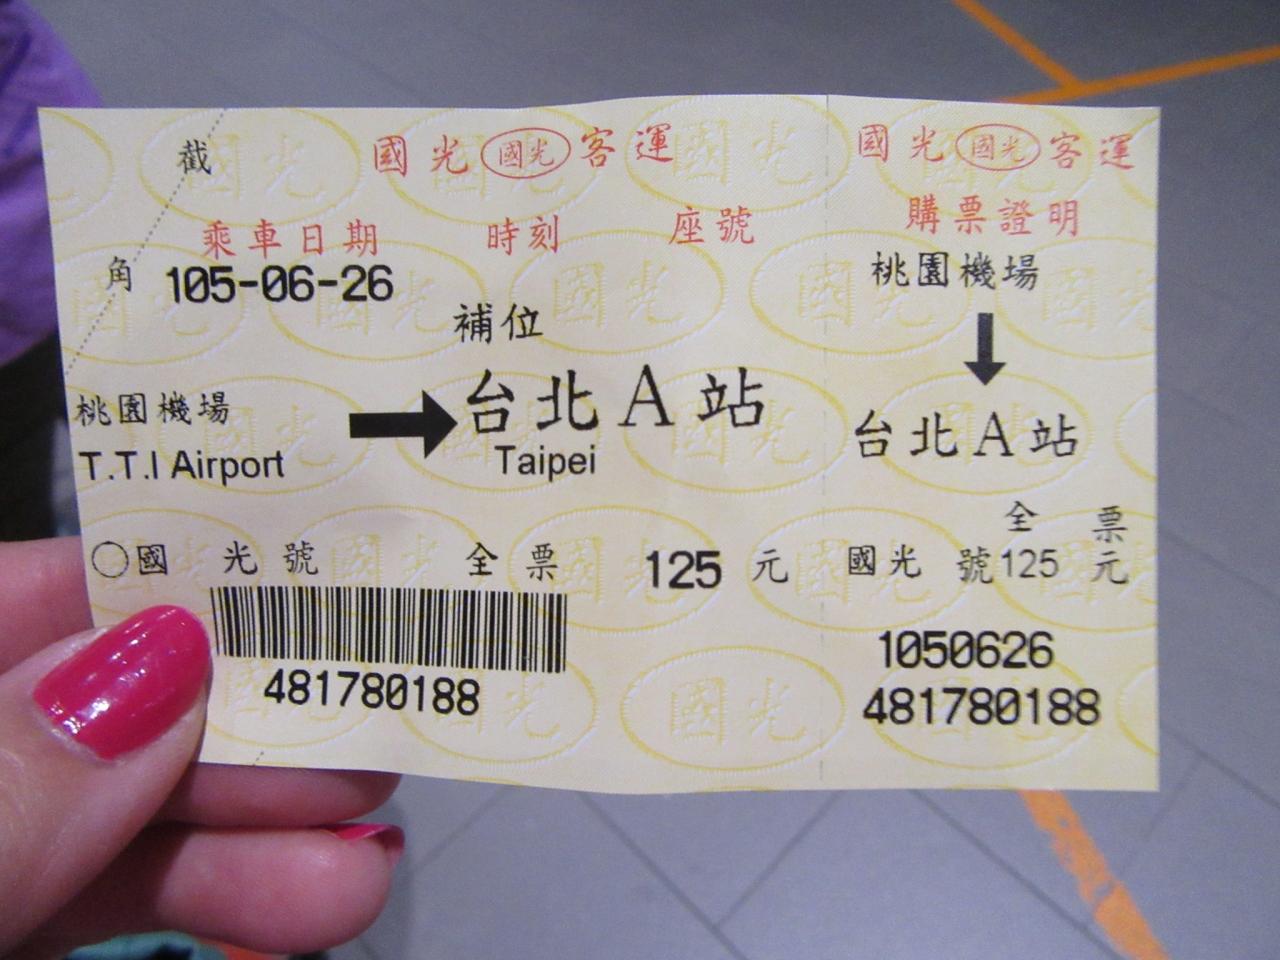 截
角
國光 國光 客運
乘車日期 時刻 座號
105-06-26
補位
桃園機場 台北A站
T.T.I Airport Taipei
國光號 全票 125 元
481780188
國光 國光 客運
購票證明
桃園機場
台北A站
全票
國光號125元
1050626
481780188